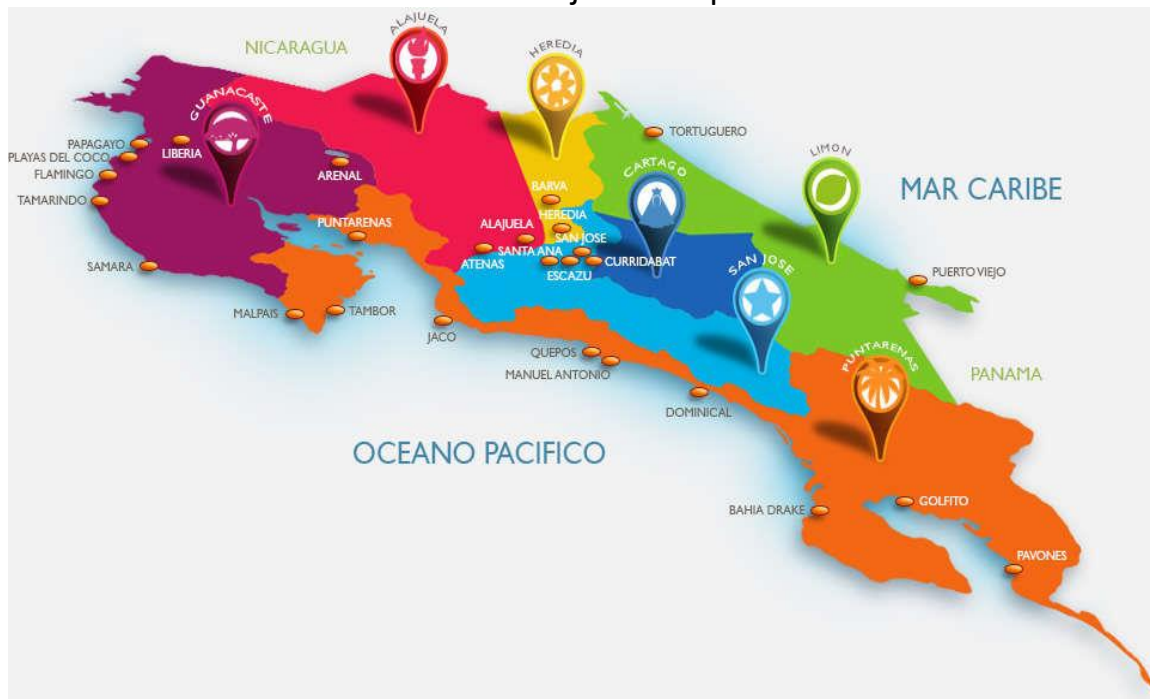 ALAJUELA
NICARAGUA
HEREDIA
GUANACASTE
TORTUGUERO
PAPAGAYO
LIBERIA
PLAYAS DEL COCO
LIMON
CARTAGO
FLAMINGO
ARENAL
MAR CARIBE
BARVA
TAMARINDO
PUNTARENAS
ALAJUELA
HEREDIA
SAN JOSE
SANTA ANA
ATENAS
ESCAZU
CURRIDABAT
SAMARA
SAN JOSE
PUERTO VIEJO
MALPAIS
TAMBOR
JACO
QUEPOS
PUNTARENAS
MANUEL ANTONIO
PANAMA
DOMINICAL
OCEANO PACIFICO
GOLFITO
BAHIA DRAKE
PAVONES